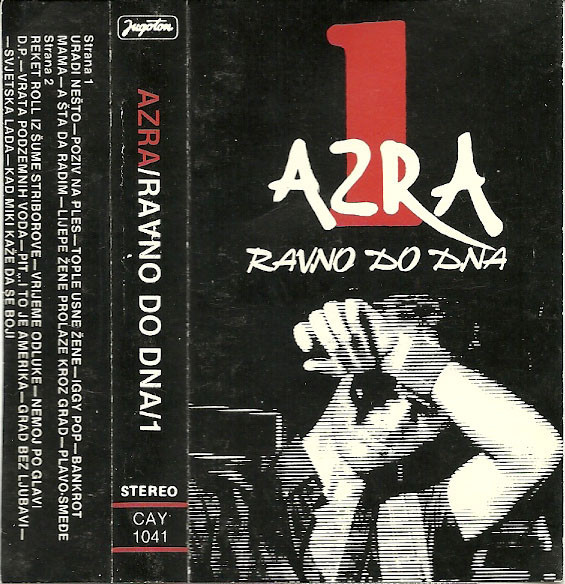 Strana 1
URADI NEŠTO—POZIV NA PLES—TOPLE USNE ŽENE—IGGY POP—BANKROT
MAMA—A ŠTA DA RADIM—LIJEPE ŽENE PROLAZE KROZ GRAD—PLAVO.SMEDE
Strana 2
REKET ROLL IZ ŠUME STRIBOROVE—VRIJEME ODLUKE—NEMOJ PO GLAVI
D.P.—VRATA PODZEMNIH VODA—PIT...I TO JE AMERIKA—GRAD BEZ LJUBAVI—
—SVJETSKA LADA—KAD MIKI KAŽE DA SE BOJI
Jugoton
AZRA/RAVNO DO DNA/1
STEREO
CAY
1041
1
AZRA
RAVNO DO DNA